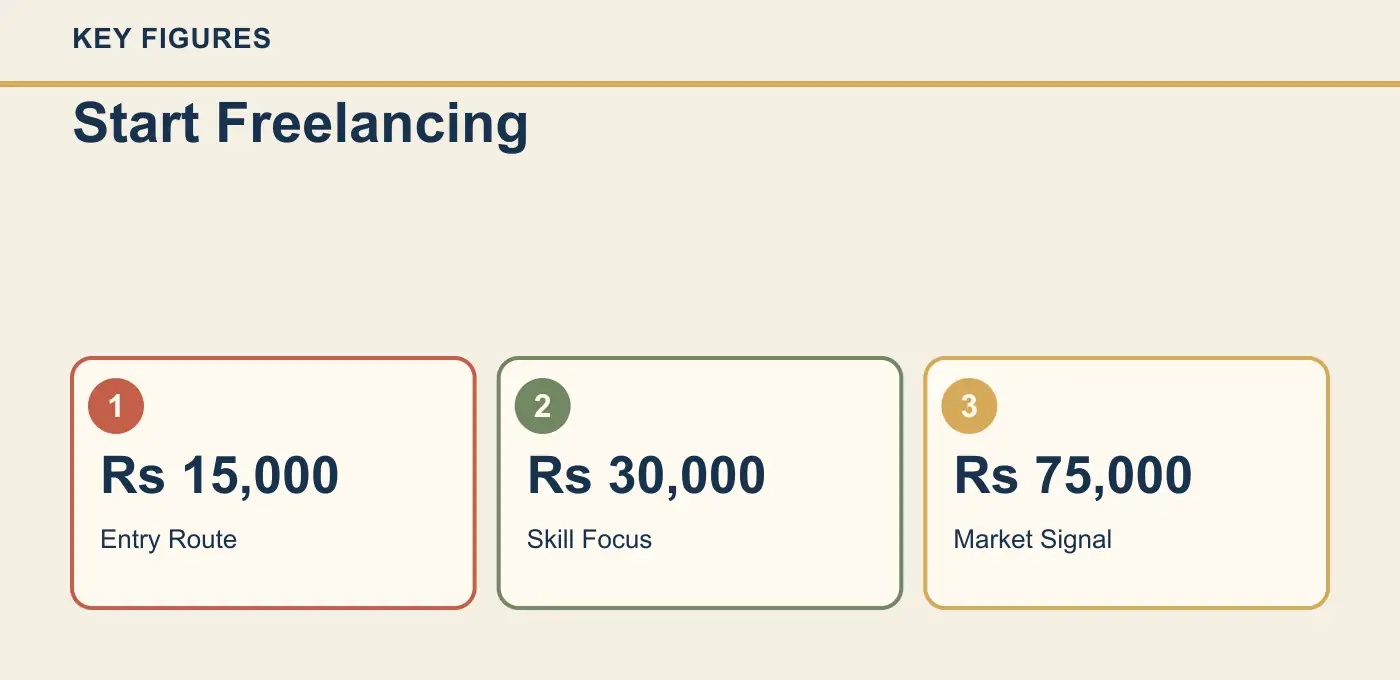 KEY FIGURES
Start Freelancing
1
Rs 15,000
Entry Route
2
Rs 30,000
Skill Focus
3
Rs 75,000
Market Signal